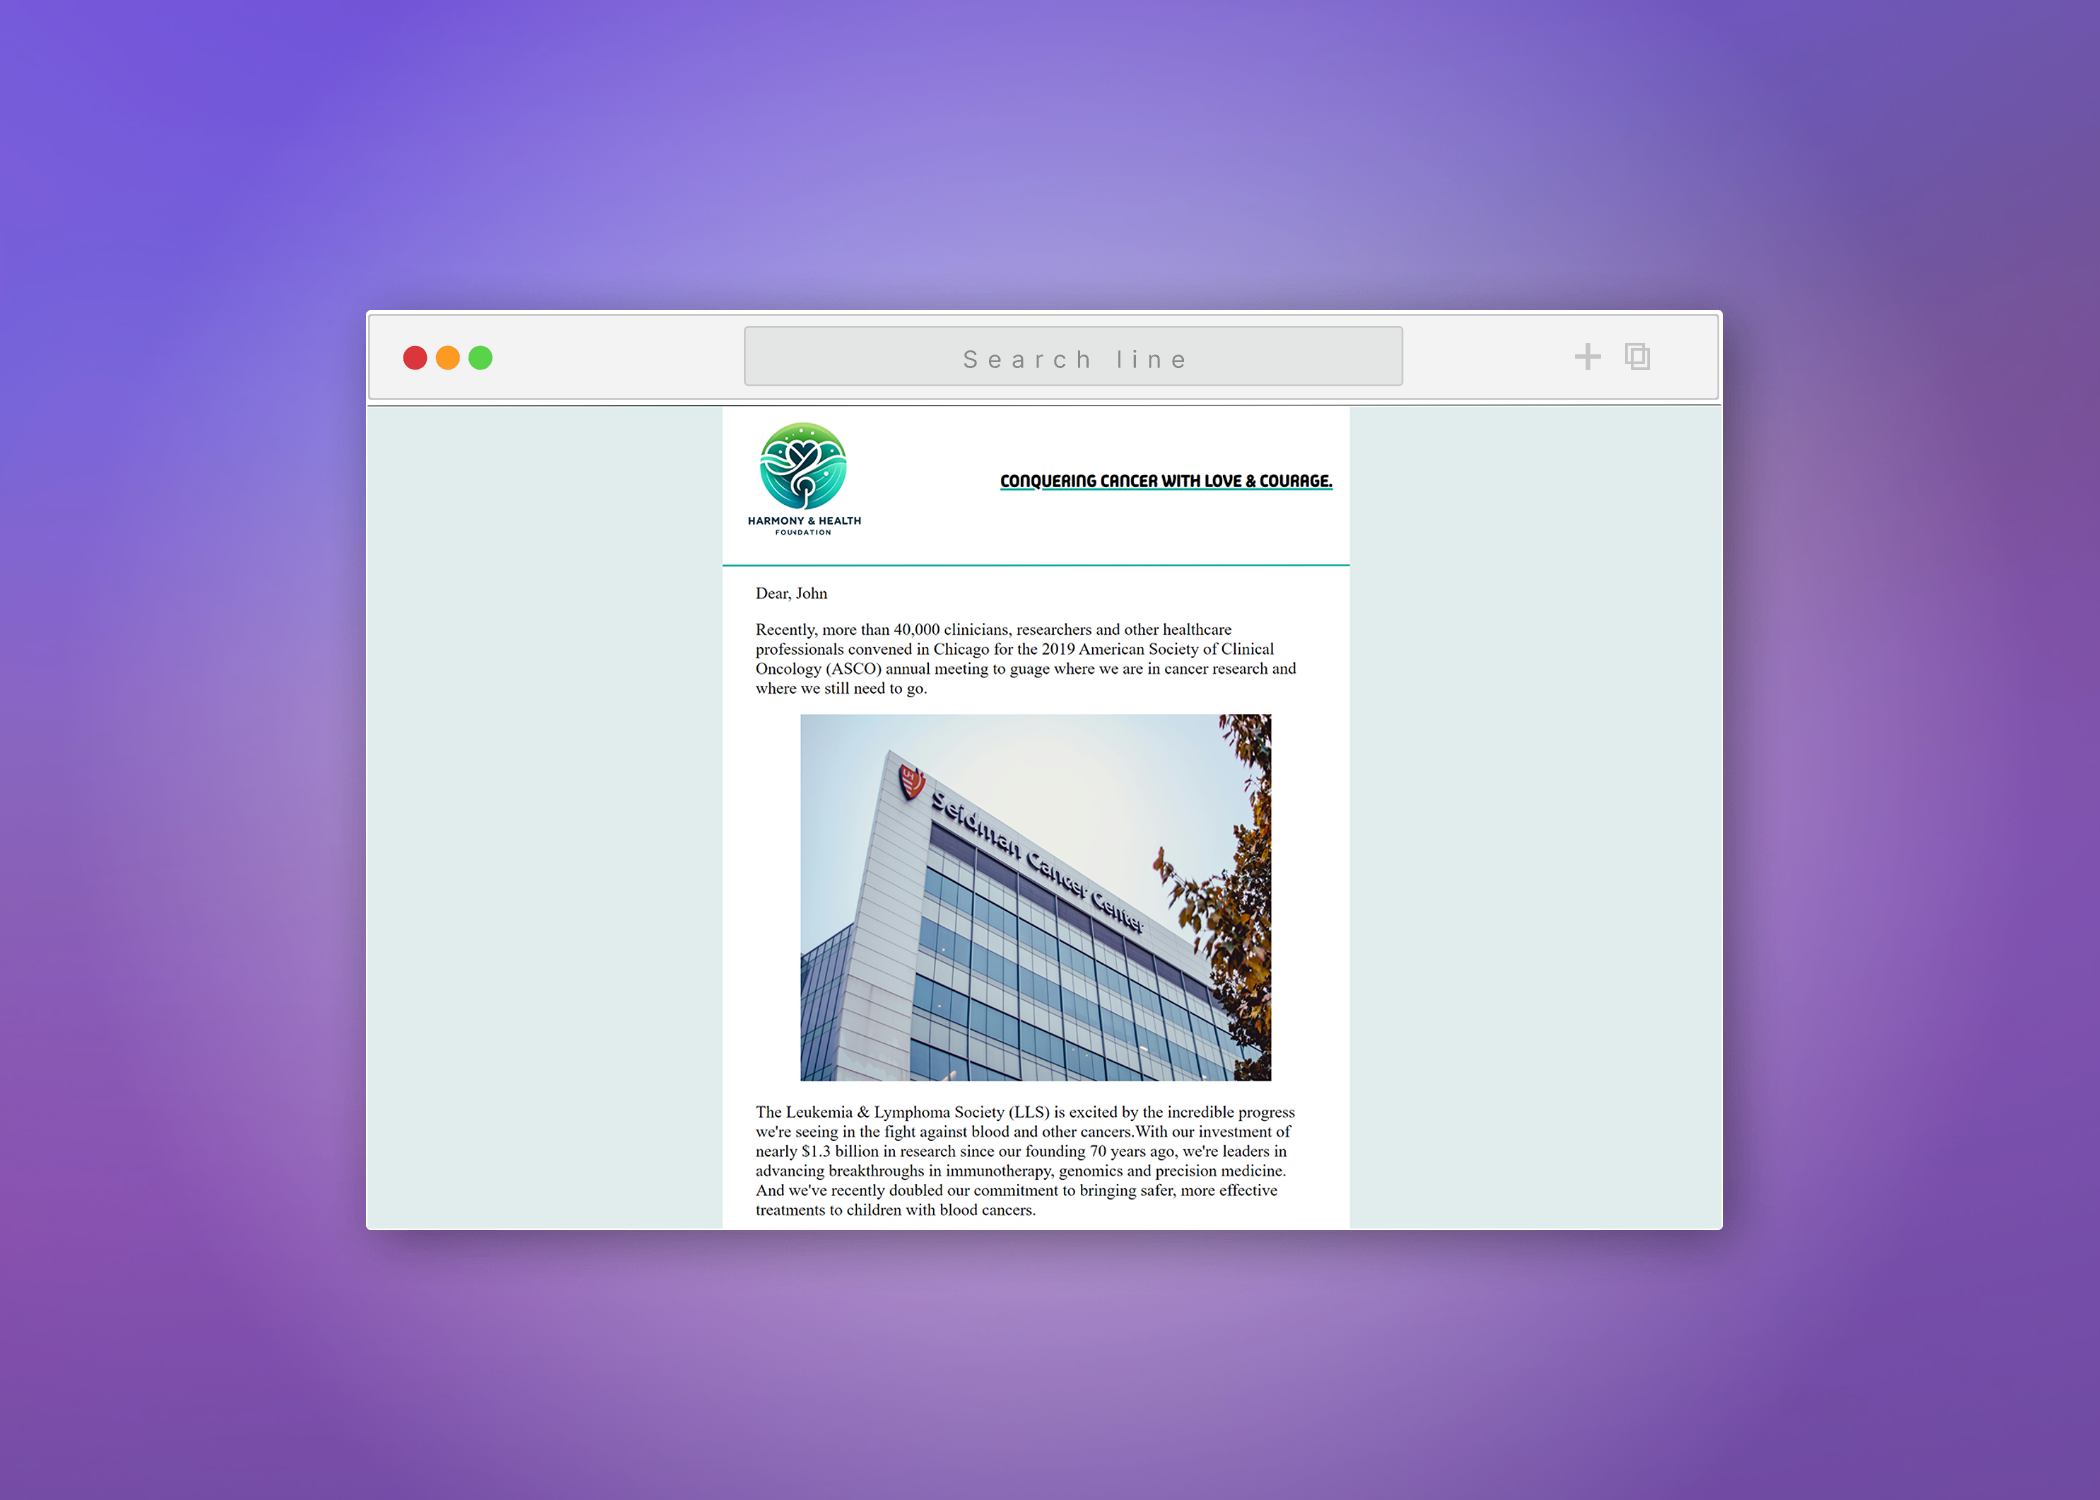 Search line
HARMONY & HEALTH
FOUNDATION
CONQUERING CANCER WITH LOVE & COURAGE.
Dear, John
Recently, more than 40,000 clinicians, researchers and other healthcare
professionals convened in Chicago for the 2019 American Society of Clinical
Oncology (ASCO) annual meeting to guage where we are in cancer research and
where we still need to go.
UH
Seidman Cancer Center
The Leukemia & Lymphoma Society (LLS) is excited by the incredible progress
we're seeing in the fight against blood and other cancers.With our investment of
nearly $1.3 billion in research since our founding 70 years ago, we're leaders in
advancing breakthroughs in immunotherapy, genomics and precision medicine.
And we've recently doubled our commitment to bringing safer, more effective
treatments to children with blood cancers.